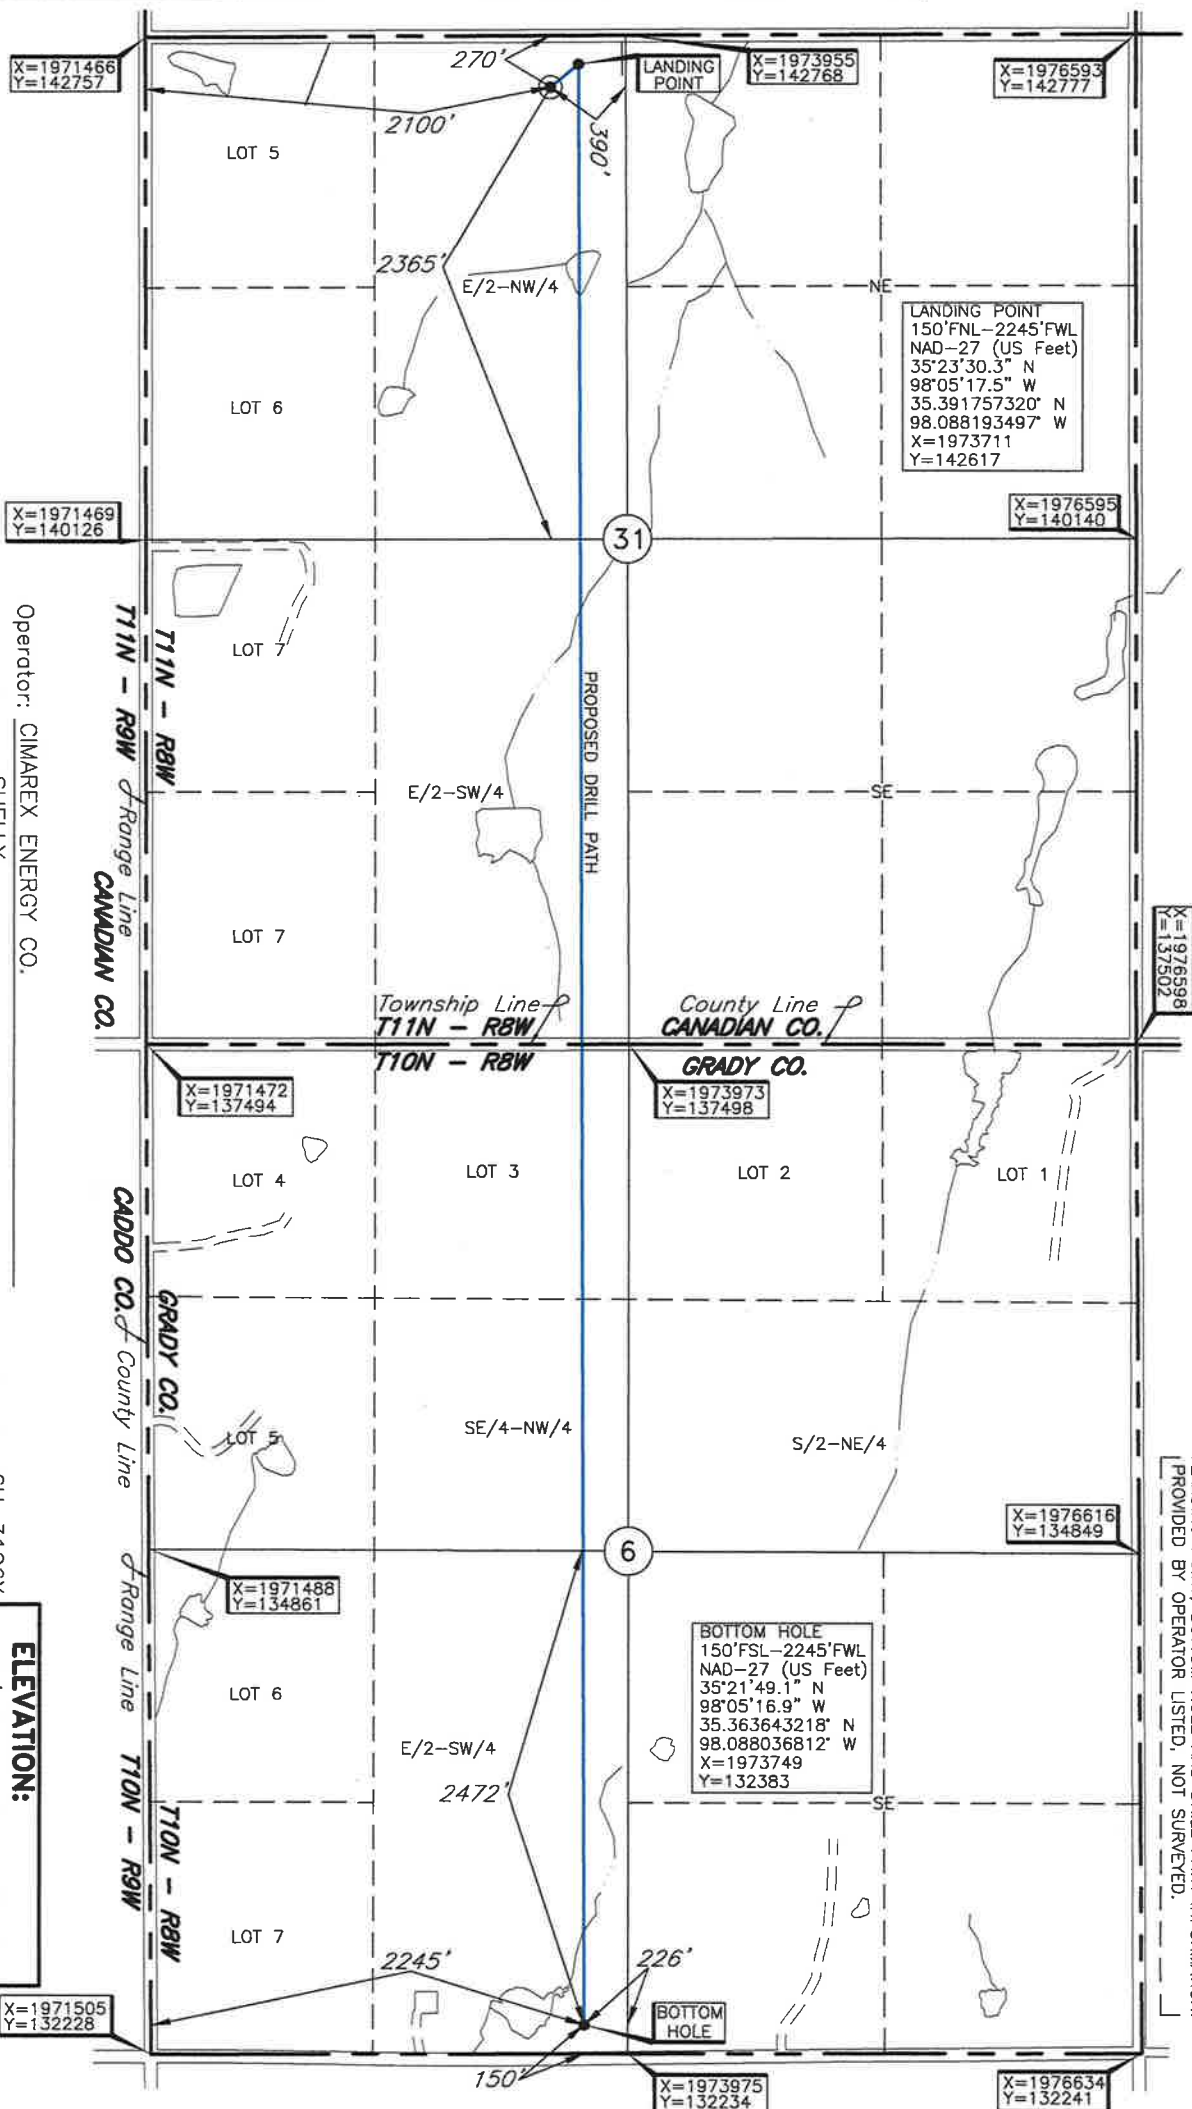 X=1971466
Y=142757
270'
LANDING
POINT
X=1973955
Y=142768
X=1976593
Y=142777
2100'
390'
LOT 5
2365'
E/2-NW/4
NE
LANDING POINT
150'FNL-2245'FWL
NAD-27 (US Feet)
35°23'30.3" N
98°05'17.5" W
35.391757320° N
98.088193497° W
X=1973711
Y=142617
LOT 6
X=1971469
Y=140126
X=1976595
Y=140140
31
LOT 7
T11N - R8W
T11N - R9W
Range Line
CANADIAN CO.
PROPOSED DRILL PATH
E/2-SW/4
SE
LOT 7
X=1976598
Y=137502
Township Line
T11N - R8W
County Line
CANADIAN CO.
T10N - R8W
GRADY CO.
Operator: CIMAREX ENERGY CO.
X=1971472
Y=137494
X=1973973
Y=137498
LOT 4
LOT 3
LOT 2
LOT 1
CADDO CO.
County Line
GRADY CO.
LOT 5
SE/4-NW/4
S/2-NE/4
X=1976616
Y=134849
6
X=1971488
Y=134861
PROVIDED BY OPERATOR LISTED, NOT SURVEYED.
Range Line
T10N - R9W
T10N - R8W
LOT 6
E/2-SW/4
2472'
BOTTOM HOLE
150'FSL-2245'FWL
NAD-27 (US Feet)
35°21'49.1" N
98°05'16.9" W
35.363643218° N
98.088036812° W
X=1973749
Y=132383
SE
ELEVATION:
LOT 7
2245'
226'
BOTTOM
HOLE
X=1971505
Y=132228
150'
X=1973975
Y=132234
X=1976634
Y=132241